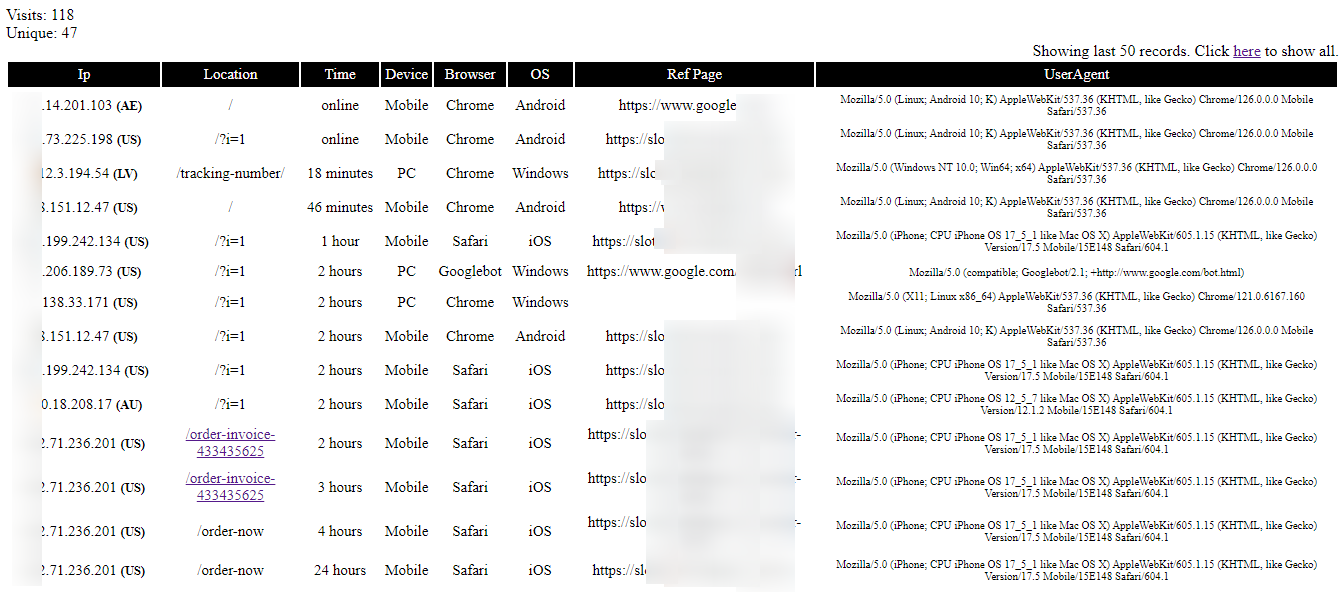 Visits: 118
Unique: 47
Showing last 50 records. Click here to show all.
Ip Location Time Device Browser OS Ref Page UserAgent
.14.201.103 (AE) / online Mobile Chrome Android https://www.google Mozilla/5.0 (Linux; Android 10; K) AppleWebKit/537.36 (KHTML, like Gecko) Chrome/126.0.0.0 Mobile
Safari/537.36
.73.225.198 (US) /?i=1 online Mobile Chrome Android https://slo Mozilla/5.0 (Linux; Android 10; K) AppleWebKit/537.36 (KHTML, like Gecko) Chrome/126.0.0.0 Mobile
Safari/537.36
12.3.194.54 (LV) /tracking-number/ 18 minutes PC Chrome Windows https://slo Mozilla/5.0 (Windows NT 10.0; Win64; x64) AppleWebKit/537.36 (KHTML, like Gecko) Chrome/126.0.0.0
Safari/537.36
8.151.12.47 (US) / 46 minutes Mobile Chrome Android https:// Mozilla/5.0 (Linux; Android 10; K) AppleWebKit/537.36 (KHTML, like Gecko) Chrome/126.0.0.0 Mobile
Safari/537.36
.199.242.134 (US) /?i=1 1 hour Mobile Safari iOS https://slot Mozilla/5.0 (iPhone; CPU iPhone OS 17_5_1 like Mac OS X) AppleWebKit/605.1.15 (KHTML, like Gecko)
Version/17.5 Mobile/15E148 Safari/604.1
.206.189.73 (US) /?i=1 2 hours PC Googlebot Windows https://www.google.com/ rl Mozilla/5.0 (compatible; Googlebot/2.1; +http://www.google.com/bot.html)
138.33.171 (US) /?i=1 2 hours PC Chrome Windows Mozilla/5.0 (X11; Linux x86_64) AppleWebKit/537.36 (KHTML, like Gecko) Chrome/121.0.6167.160
Safari/537.36
8.151.12.47 (US) /?i=1 2 hours Mobile Chrome Android https://slo Mozilla/5.0 (Linux; Android 10; K) AppleWebKit/537.36 (KHTML, like Gecko) Chrome/126.0.0.0 Mobile
Safari/537.36
.199.242.134 (US) /?i=1 2 hours Mobile Safari iOS https://slo Mozilla/5.0 (iPhone; CPU iPhone OS 17_5_1 like Mac OS X) AppleWebKit/605.1.15 (KHTML, like Gecko)
Version/17.5 Mobile/15E148 Safari/604.1
0.18.208.17 (AU) /?i=1 2 hours Mobile Safari iOS https://slo Mozilla/5.0 (iPhone; CPU iPhone OS 12_5_7 like Mac OS X) AppleWebKit/605.1.15 (KHTML, like Gecko)
Version/12.1.2 Mobile/15E148 Safari/604.1
2.71.236.201 (US) /order-invoice- 2 hours Mobile Safari iOS https://slo - Mozilla/5.0 (iPhone; CPU iPhone OS 17_5_1 like Mac OS X) AppleWebKit/605.1.15 (KHTML, like Gecko)
433435625 Version/17.5 Mobile/15E148 Safari/604.1
2.71.236.201 (US) /order-invoice- 3 hours Mobile Safari iOS https://slo - Mozilla/5.0 (iPhone; CPU iPhone OS 17_5_1 like Mac OS X) AppleWebKit/605.1.15 (KHTML, like Gecko)
433435625 Version/17.5 Mobile/15E148 Safari/604.1
2.71.236.201 (US) /order-now 4 hours Mobile Safari iOS https://slo - Mozilla/5.0 (iPhone; CPU iPhone OS 17_5_1 like Mac OS X) AppleWebKit/605.1.15 (KHTML, like Gecko)
Version/17.5 Mobile/15E148 Safari/604.1
2.71.236.201 (US) /order-now 24 hours Mobile Safari iOS https://sl Mozilla/5.0 (iPhone; CPU iPhone OS 17_5_1 like Mac OS X) AppleWebKit/605.1.15 (KHTML, like Gecko)
Version/17.5 Mobile/15E148 Safari/604.1